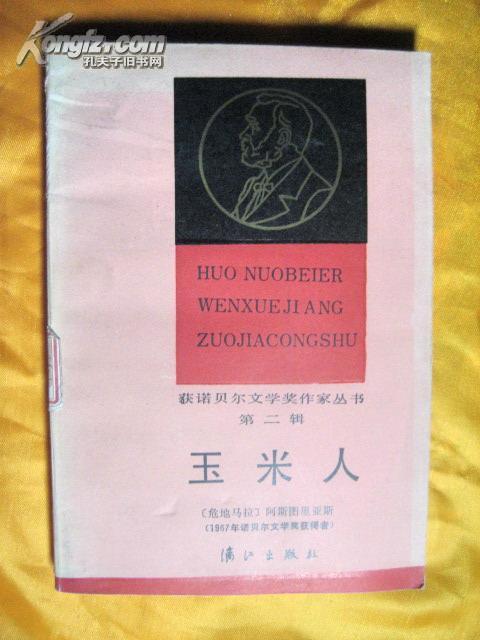 Kongfz.com
孔夫子旧书网
HUO NUOBEIER
WENXUEJIANG
ZUOJIACONGSHU
获诺贝尔文学奖作家丛书
第二辑
玉米人
〔危地马拉〕阿斯图里亚斯
(1967年诺贝尔文学奖获得者)
漓江出版社